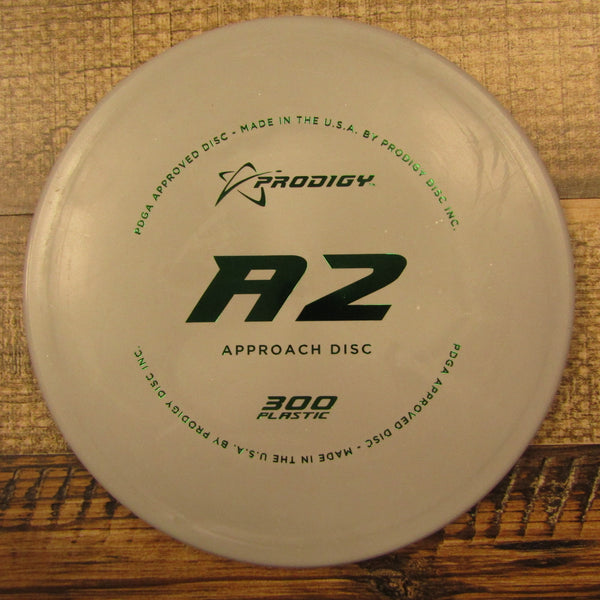 PDGA APPROVED DISC - MADE IN THE U.S.A. BY PRODIGY DISC INC.
PRODIGY™
A2
APPROACH DISC
300
PLASTIC
PDGA APPROVED DISC - MADE IN THE U.S.A. BY PRODIGY DISC INC.